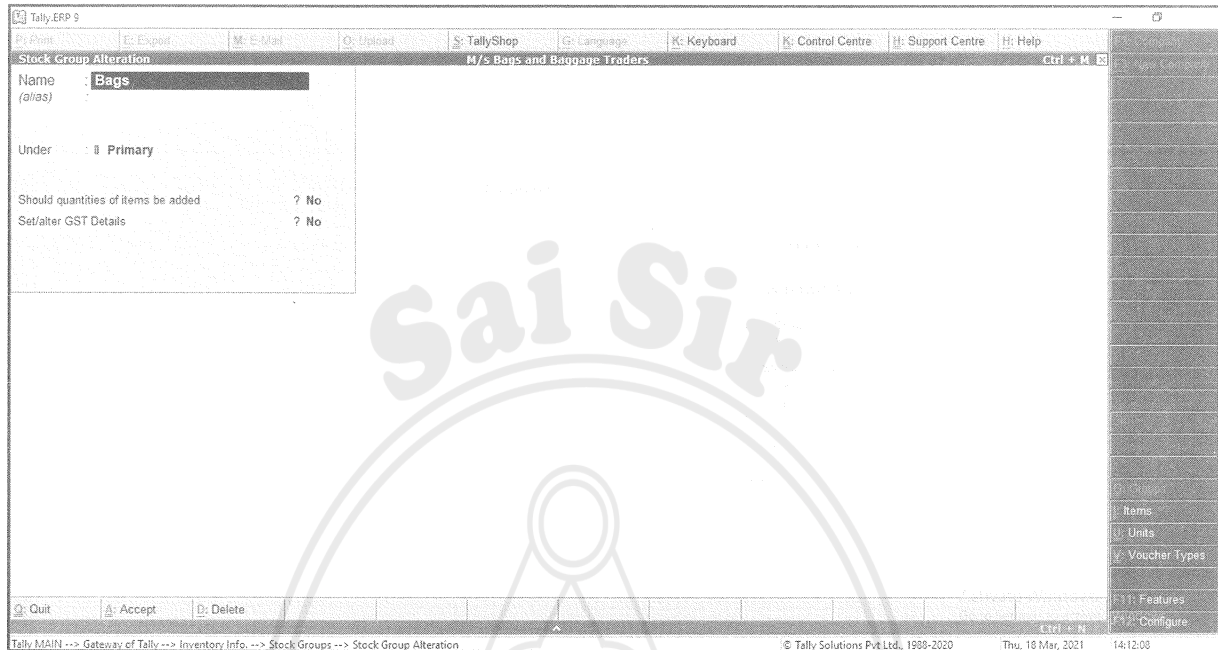 Tally.ERP 9
P: Print E: Export M: E-Mail O: Upload S: TallyShop G: Language K: Keyboard K: Control Centre H: Support Centre H: Help
Stock Group Alteration M/s Bags and Baggage Traders Ctrl + M
Name : Bags
(alias) :
Under : Primary
Should quantities of items be added ? No
Set/alter GST Details ? No
Sai Sir
Items
U: Units
V: Voucher Types
F11: Features
F12: Configure
Q: Quit A: Accept D: Delete
Ctrl + N
Tally MAIN --> Gateway of Tally --> Inventory Info. --> Stock Groups --> Stock Group Alteration © Tally Solutions Pvt Ltd., 1988-2020 Thu, 18 Mar, 2021 14:12:08